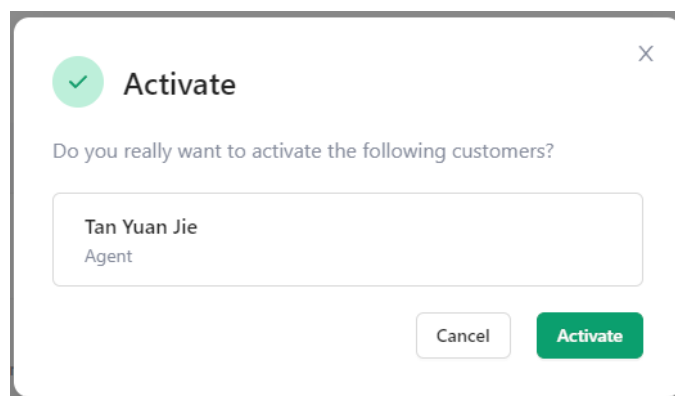 Activate
Do you really want to activate the following customers?
Tan Yuan Jie
Agent
Cancel
Activate